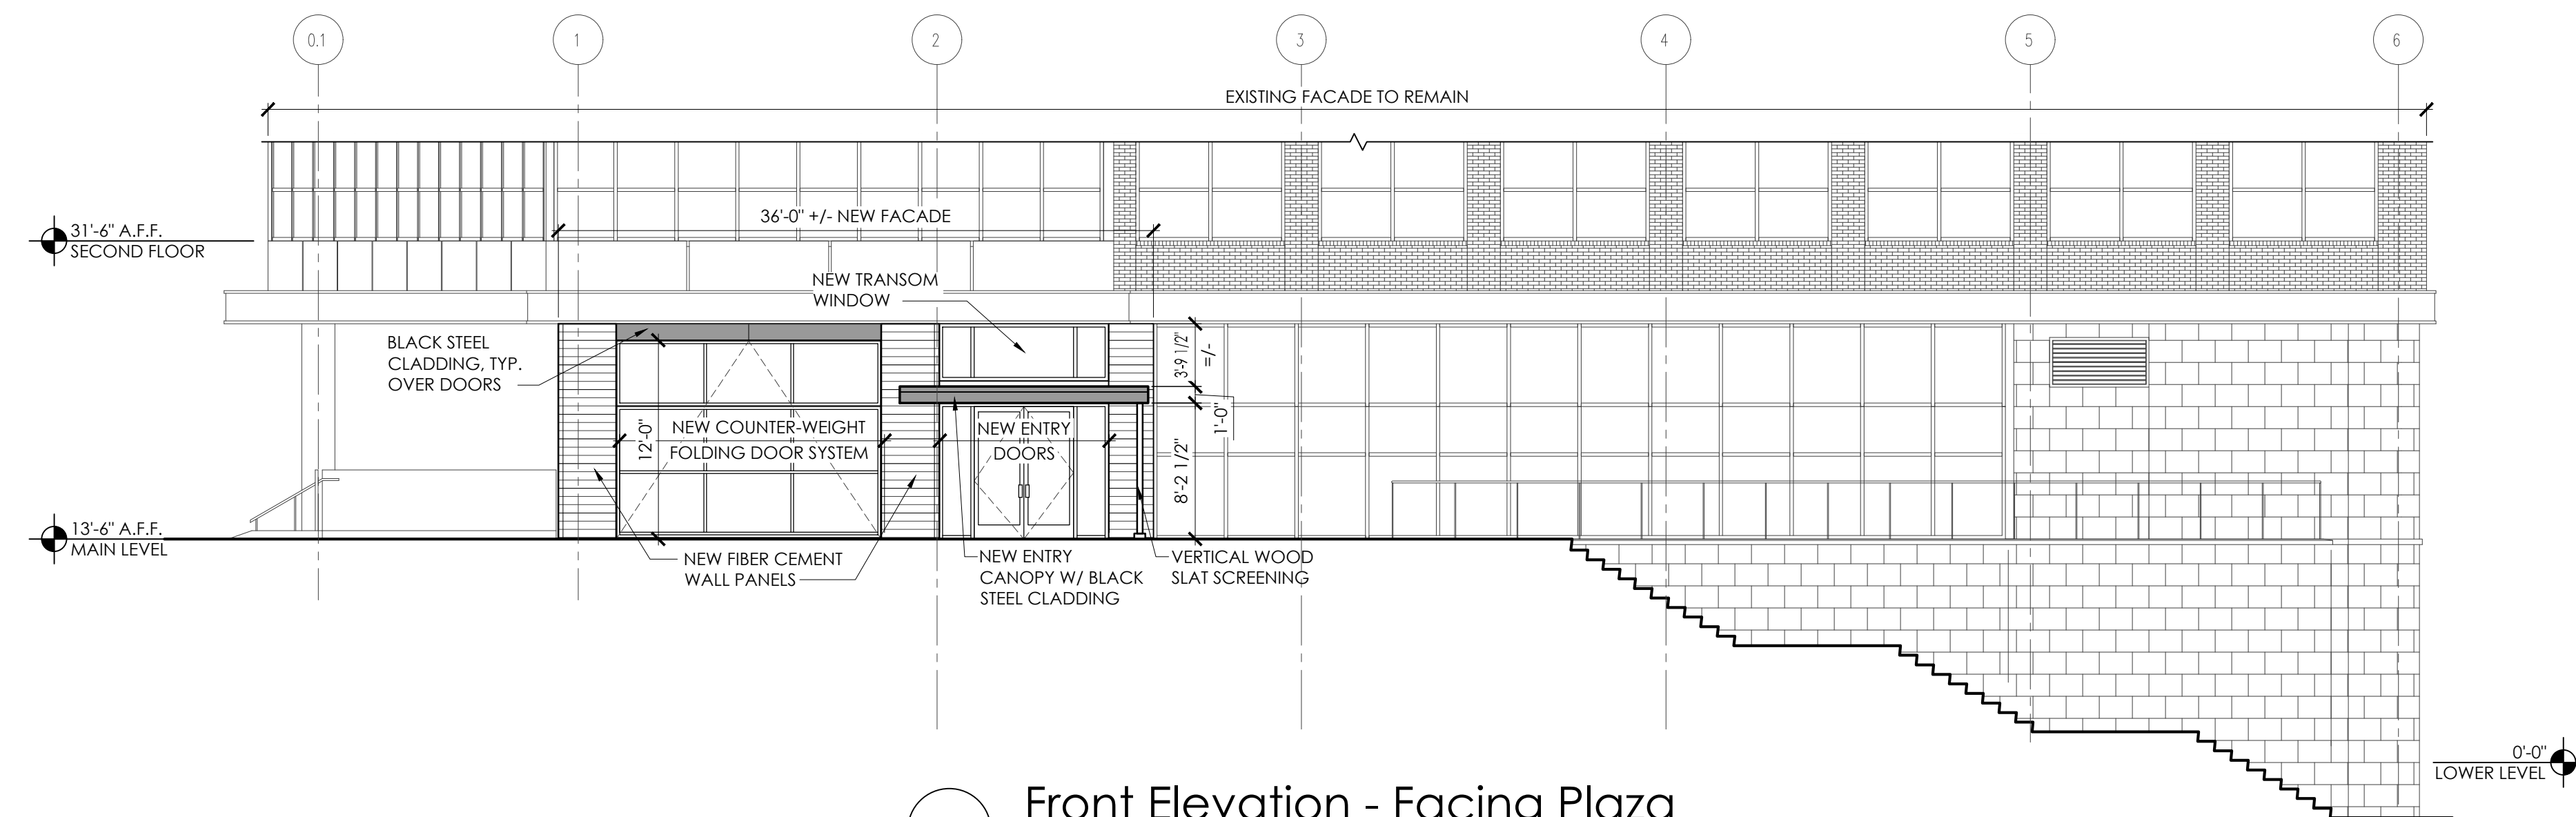 0.1
1
2
3
4
5
6
EXISTING FACADE TO REMAIN
36'-0" +/- NEW FACADE
31'-6" A.F.F.
SECOND FLOOR
NEW TRANSOM
WINDOW
BLACK STEEL
CLADDING, TYP.
OVER DOORS
3'-9 1/2"
=/-
1'-0"
8'-2 1/2"
12'-0"
NEW COUNTER-WEIGHT
FOLDING DOOR SYSTEM
NEW ENTRY
DOORS
13'-6" A.F.F.
MAIN LEVEL
NEW FIBER CEMENT
WALL PANELS
NEW ENTRY
CANOPY W/ BLACK
STEEL CLADDING
VERTICAL WOOD
SLAT SCREENING
0'-0"
LOWER LEVEL
Front Elevation - Facing Plaza